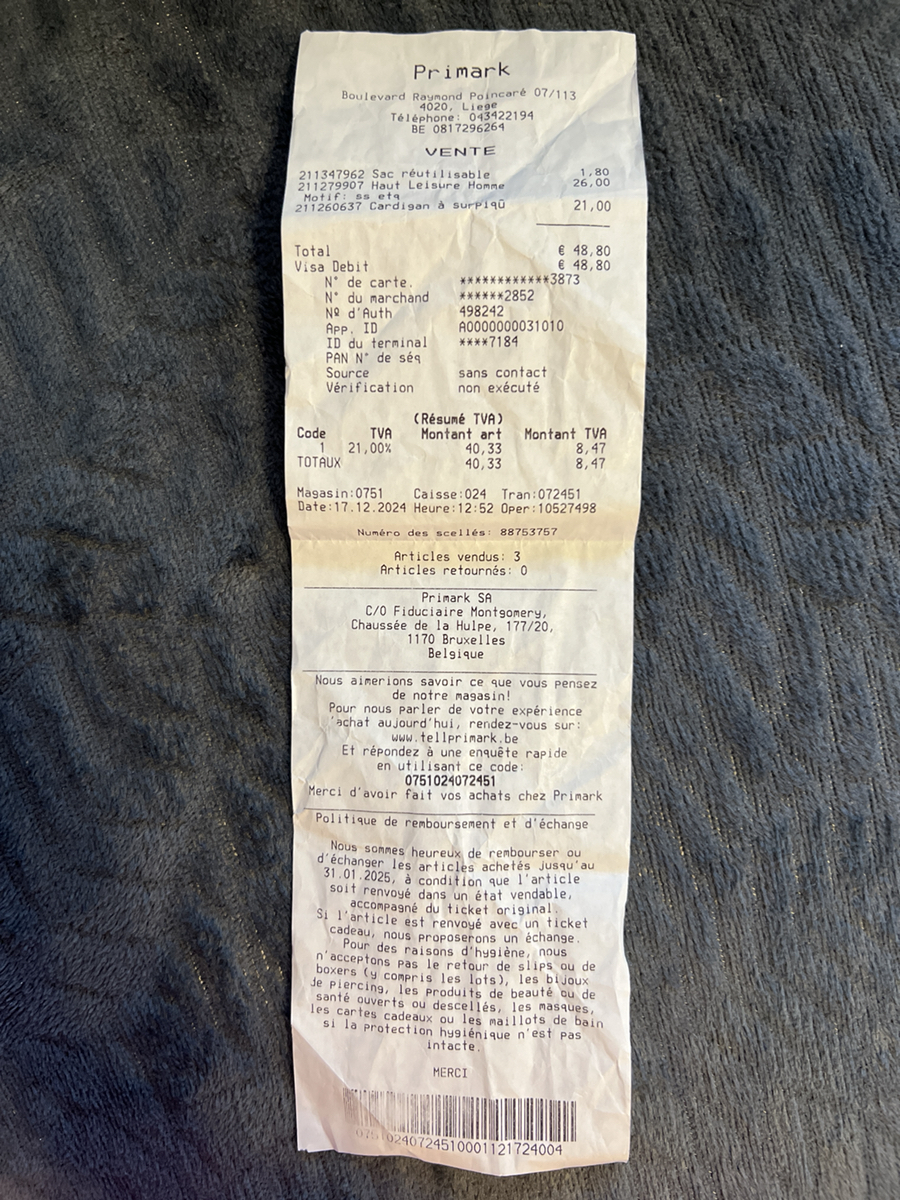 Primark
Boulevard Raymond Poincaré 07/113
4020, Liege
Téléphone: 043422194
BE 0817296264
VENTE
211347962 Sac réutilisable 1,80
211279907 Haut Leisure Homme 26,00
Motif: ss etq
211260637 Cardigan à surpiqû 21,00
Total € 48,80
Visa Debit € 48,80
N° de carte. ************3873
N° du marchand ******2852
Nº d'Auth 498242
App. ID A0000000031010
ID du terminal ****7184
PAN N° de séq
Source sans contact
Vérification non exécuté
(Résumé TVA)
Code TVA Montant art Montant TVA
1 21,00% 40,33 8,47
TOTAUX 40,33 8,47
Magasin:0751 Caisse:024 Tran:072451
Date:17.12.2024 Heure:12:52 Oper:10527498
Numéro des scellés: 88753757
Articles vendus: 3
Articles retournés: 0
Primark SA
C/O Fiduciaire Montgomery,
Chaussée de la Hulpe, 177/20,
1170 Bruxelles
Belgique
Nous aimerions savoir ce que vous pensez
de notre magasin!
Pour nous parler de votre expérience
'achat aujourd'hui, rendez-vous sur:
www.tellprimark.be
Et répondez à une enquête rapide
en utilisant ce code:
0751024072451
Merci d'avoir fait vos achats chez Primark
Politique de remboursement et d'échange
Nous sommes heureux de rembourser ou
d'échanger les articles achetés jusqu'au
31.01.2025, à condition que l'article
soit renvoyé dans un état vendable,
accompagné du ticket original.
Si l'article est renvoyé avec un ticket
cadeau, nous proposerons un échange.
Pour des raisons d'hygiène, nous
n'acceptons pas le retour de slips ou de
boxers (y compris les lots), les bijoux
de piercing, les produits de beauté ou de
santé ouverts ou descellés, les masques,
les cartes cadeaux ou les maillots de bain
si la protection hygiénique n'est pas
intacte.
MERCI
07510240724510001121724004